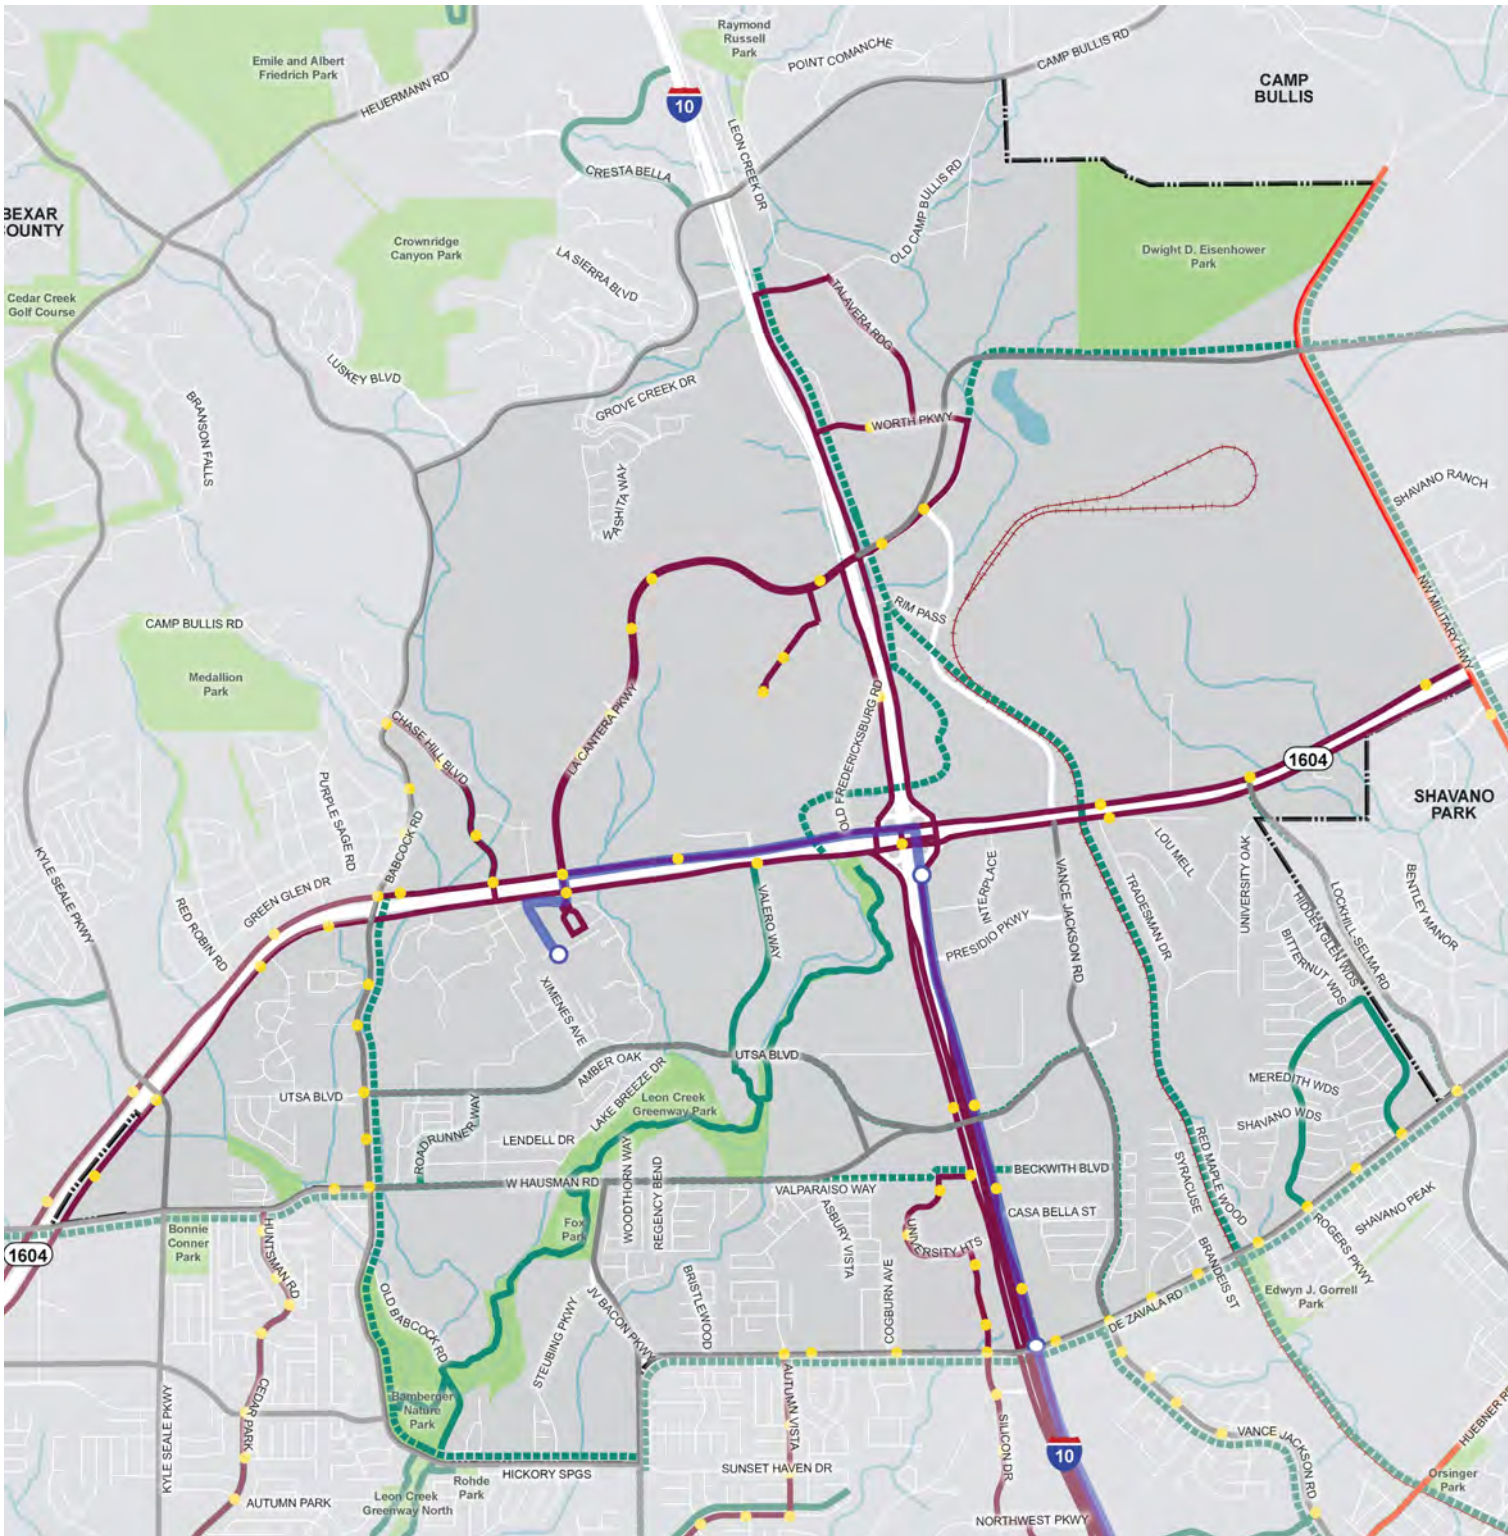 Raymond
Russell
Park
POINT COMANCHE
CAMP BULLIS RD
Emile and Albert
Friedrich Park
HEUERMANN RD
10
CAMP
BULLIS
LEON CREEK DR
CRESTA BELLA
OLD CAMP BULLIS RD
BEXAR
COUNTY
Crownridge
Canyon Park
LA SIERRA BLVD
Dwight D. Eisenhower
Park
Cedar Creek
Golf Course
TALAVERA RDG
LUSKEY BLVD
GROVE CREEK DR
WORTH PKWY
BRANSON FALLS
WASHITA WAY
SHAVANO RANCH
NW MILITARY HWY
RIM PASS
CAMP BULLIS RD
Medallion
Park
CHASE HILL BLVD
LA CANTERA PKWY
OLD FREDERICKSBURG RD
1604
SHAVANO
PARK
PURPLE SAGE RD
BABCOCK RD
LOU MELL
UNIVERSITY OAK
KYLE SEALE PKWY
GREEN GLEN DR
RED ROBIN RD
VALERO WAY
INTERPLACE
PRESIDIO PKWY
VANCE JACKSON RD
TRADESMAN DR
LOCKHILL-SELMA RD
HIDDEN GLEN WDS
BITTERNUT WDS
BENTLEY MANOR
XIMENES AVE
AMBER OAK
UTSA BLVD
LAKE BREEZE DR
UTSA BLVD
Leon Creek
Greenway Park
MEREDITH WDS
SHAVANO WDS
ROADRUNNER WAY
LENDELL DR
WOODTHORN WAY
REGENCY BEND
W HAUSMAN RD
VALPARAISO WAY
BECKWITH BLVD
RED MAPLE WOOD
SYRACUSE
SHAVANO PEAK
ROGERS PKWY
CASA BELLA ST
ASBURY VISTA
UNIVERSITY HTS
Bonnie
Conner
Park
HUNTSMAN RD
Fox
Park
1604
BRISTLEWOOD
COGBURN AVE
BRANDEIS ST
Edwyn J. Gorrell
Park
DE ZAVALA RD
OLD BABCOCK RD
STEUBING PKWY
JV BACON PKWY
KYLE SEALE PKWY
CEDAR PARK
Bamberger
Nature
Park
AUTUMN VISTA
SILICON DR
10
VANCE JACKSON RD
HUEBNER R
HICKORY SPGS
SUNSET HAVEN DR
Rohde
Park
Orsinger
Park
AUTUMN PARK
Leon Creek
Greenway North
NORTHWEST PKWY